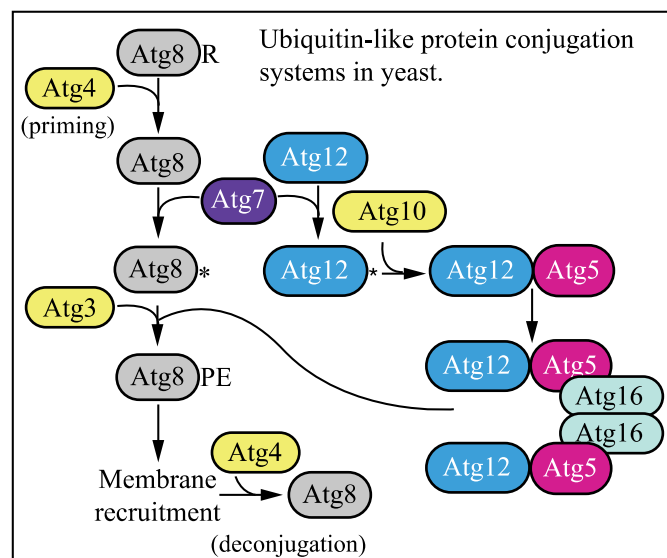 Ubiquitin-like protein conjugation
systems in yeast.
Atg8 R
Atg4
(priming)
Atg8
Atg12
Atg7
Atg10
Atg8 *
Atg12 *
Atg12 Atg5
Atg3
Atg8 PE
Atg12 Atg5
Atg16
Atg16
Atg12 Atg5
Atg4
Membrane
recruitment
Atg8
(deconjugation)